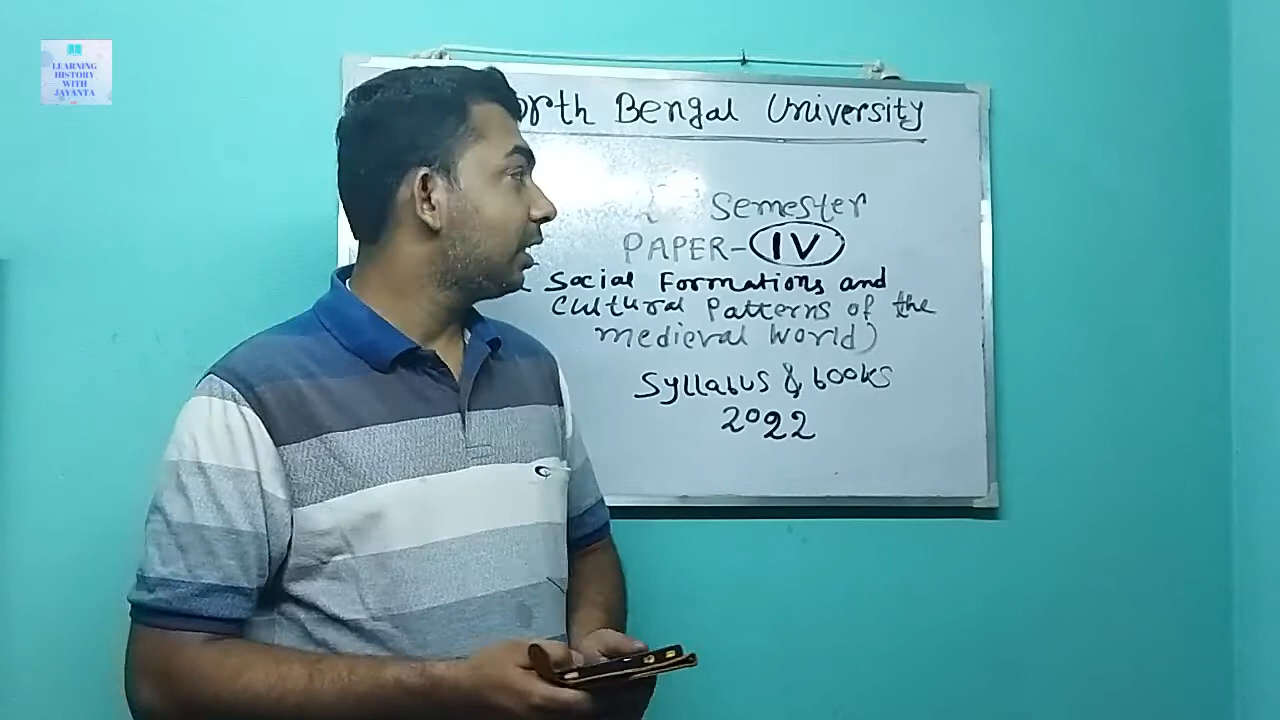 LEARNING
HISTORY
WITH
JAYANTA
orth Bengal University
Semester
PAPER-IV
Social Formations and
Cultural Patterns of the
medieval World)
Syllabus & books
2022